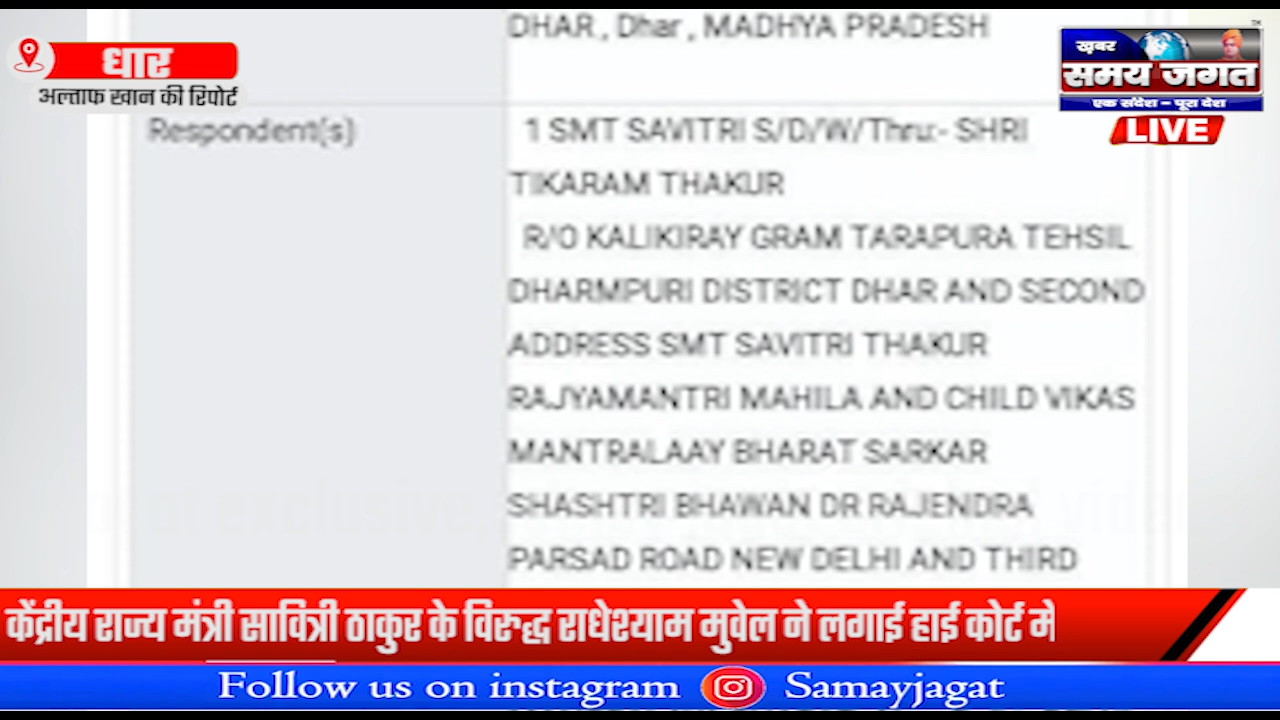 DHAR , Dhar , MADHYA PRADESH
धार
अल्ताफ खान की रिपोर्ट
ख़बर
समय जगत
एक संदेश – पूरा देश
LIVE
Respondent(s)
1 SMT SAVITRI S/D/W/Thru:- SHRI
TIKARAM THAKUR
R/O KALIKIRAY GRAM TARAPURA TEHSIL
DHARMPURI DISTRICT DHAR AND SECOND
ADDRESS SMT SAVITRI THAKUR
RAJYAMANTRI MAHILA AND CHILD VIKAS
MANTRALAAY BHARAT SARKAR
SHASHTRI BHAWAN DR RAJENDRA
PARSAD ROAD NEW DELHI AND THIRD
केंद्रीय राज्य मंत्री सावित्री ठाकुर के विरुद्ध राधेश्याम मुवेल ने लगाई हाई कोर्ट मे
Follow us on instagram Samayjagat